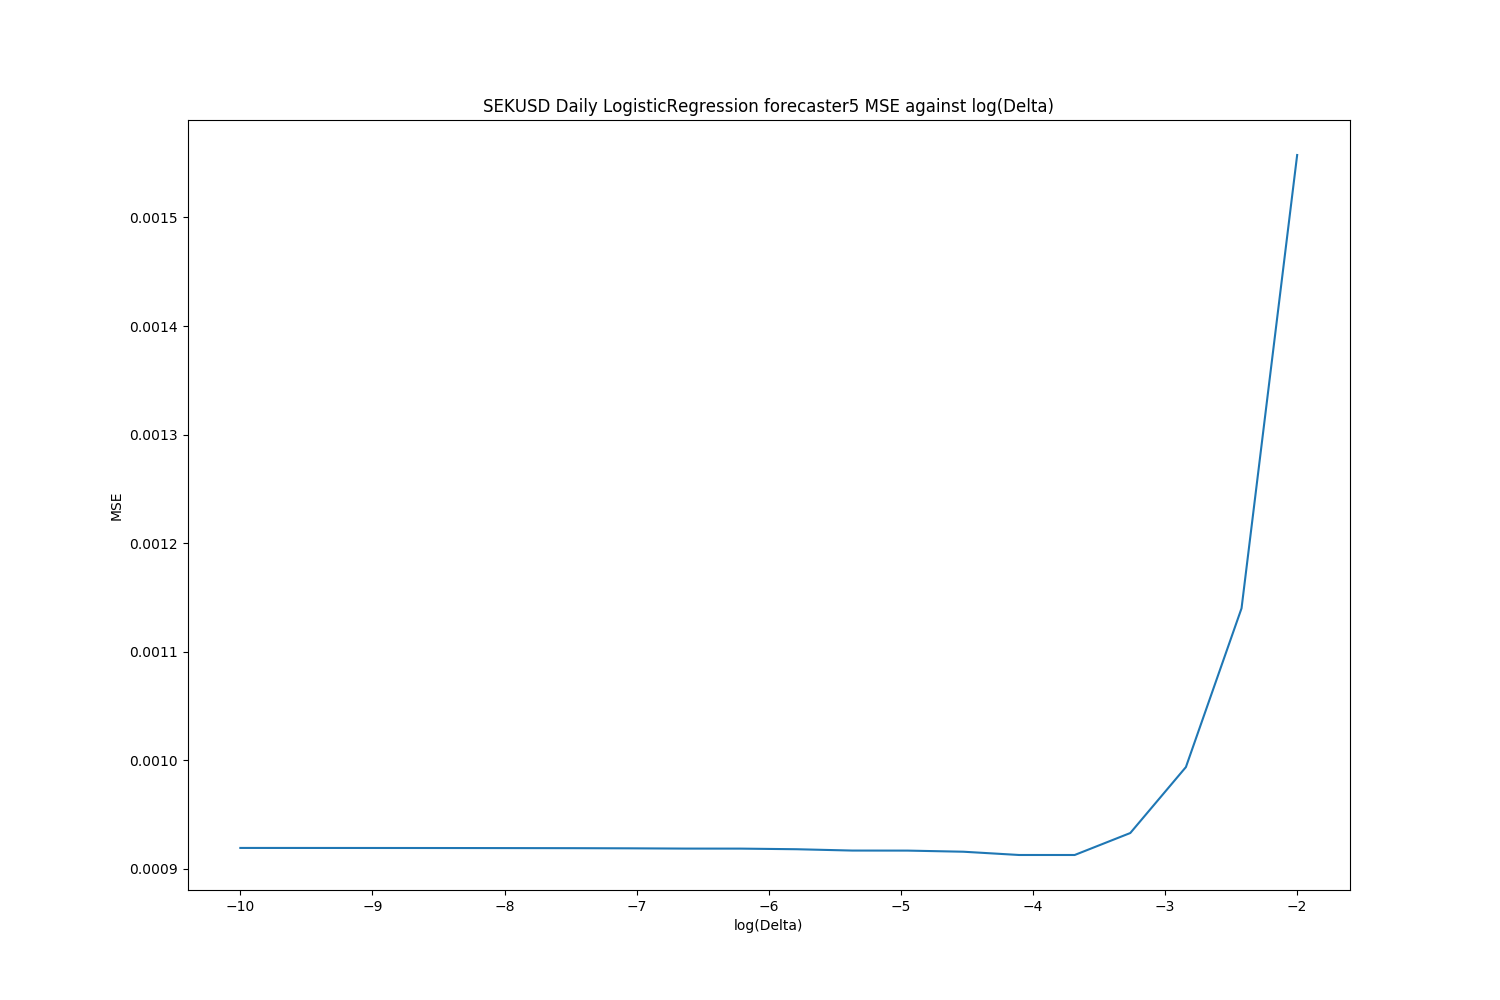 SEKUSD Daily LogisticRegression forecaster5 MSE against log(Delta)
0.0015
0.0014
0.0013
0.0012
MSE
0.0011
0.0010
0.0009
−10 −9 −8 −7 −6 −5 −4 −3 −2
log(Delta)